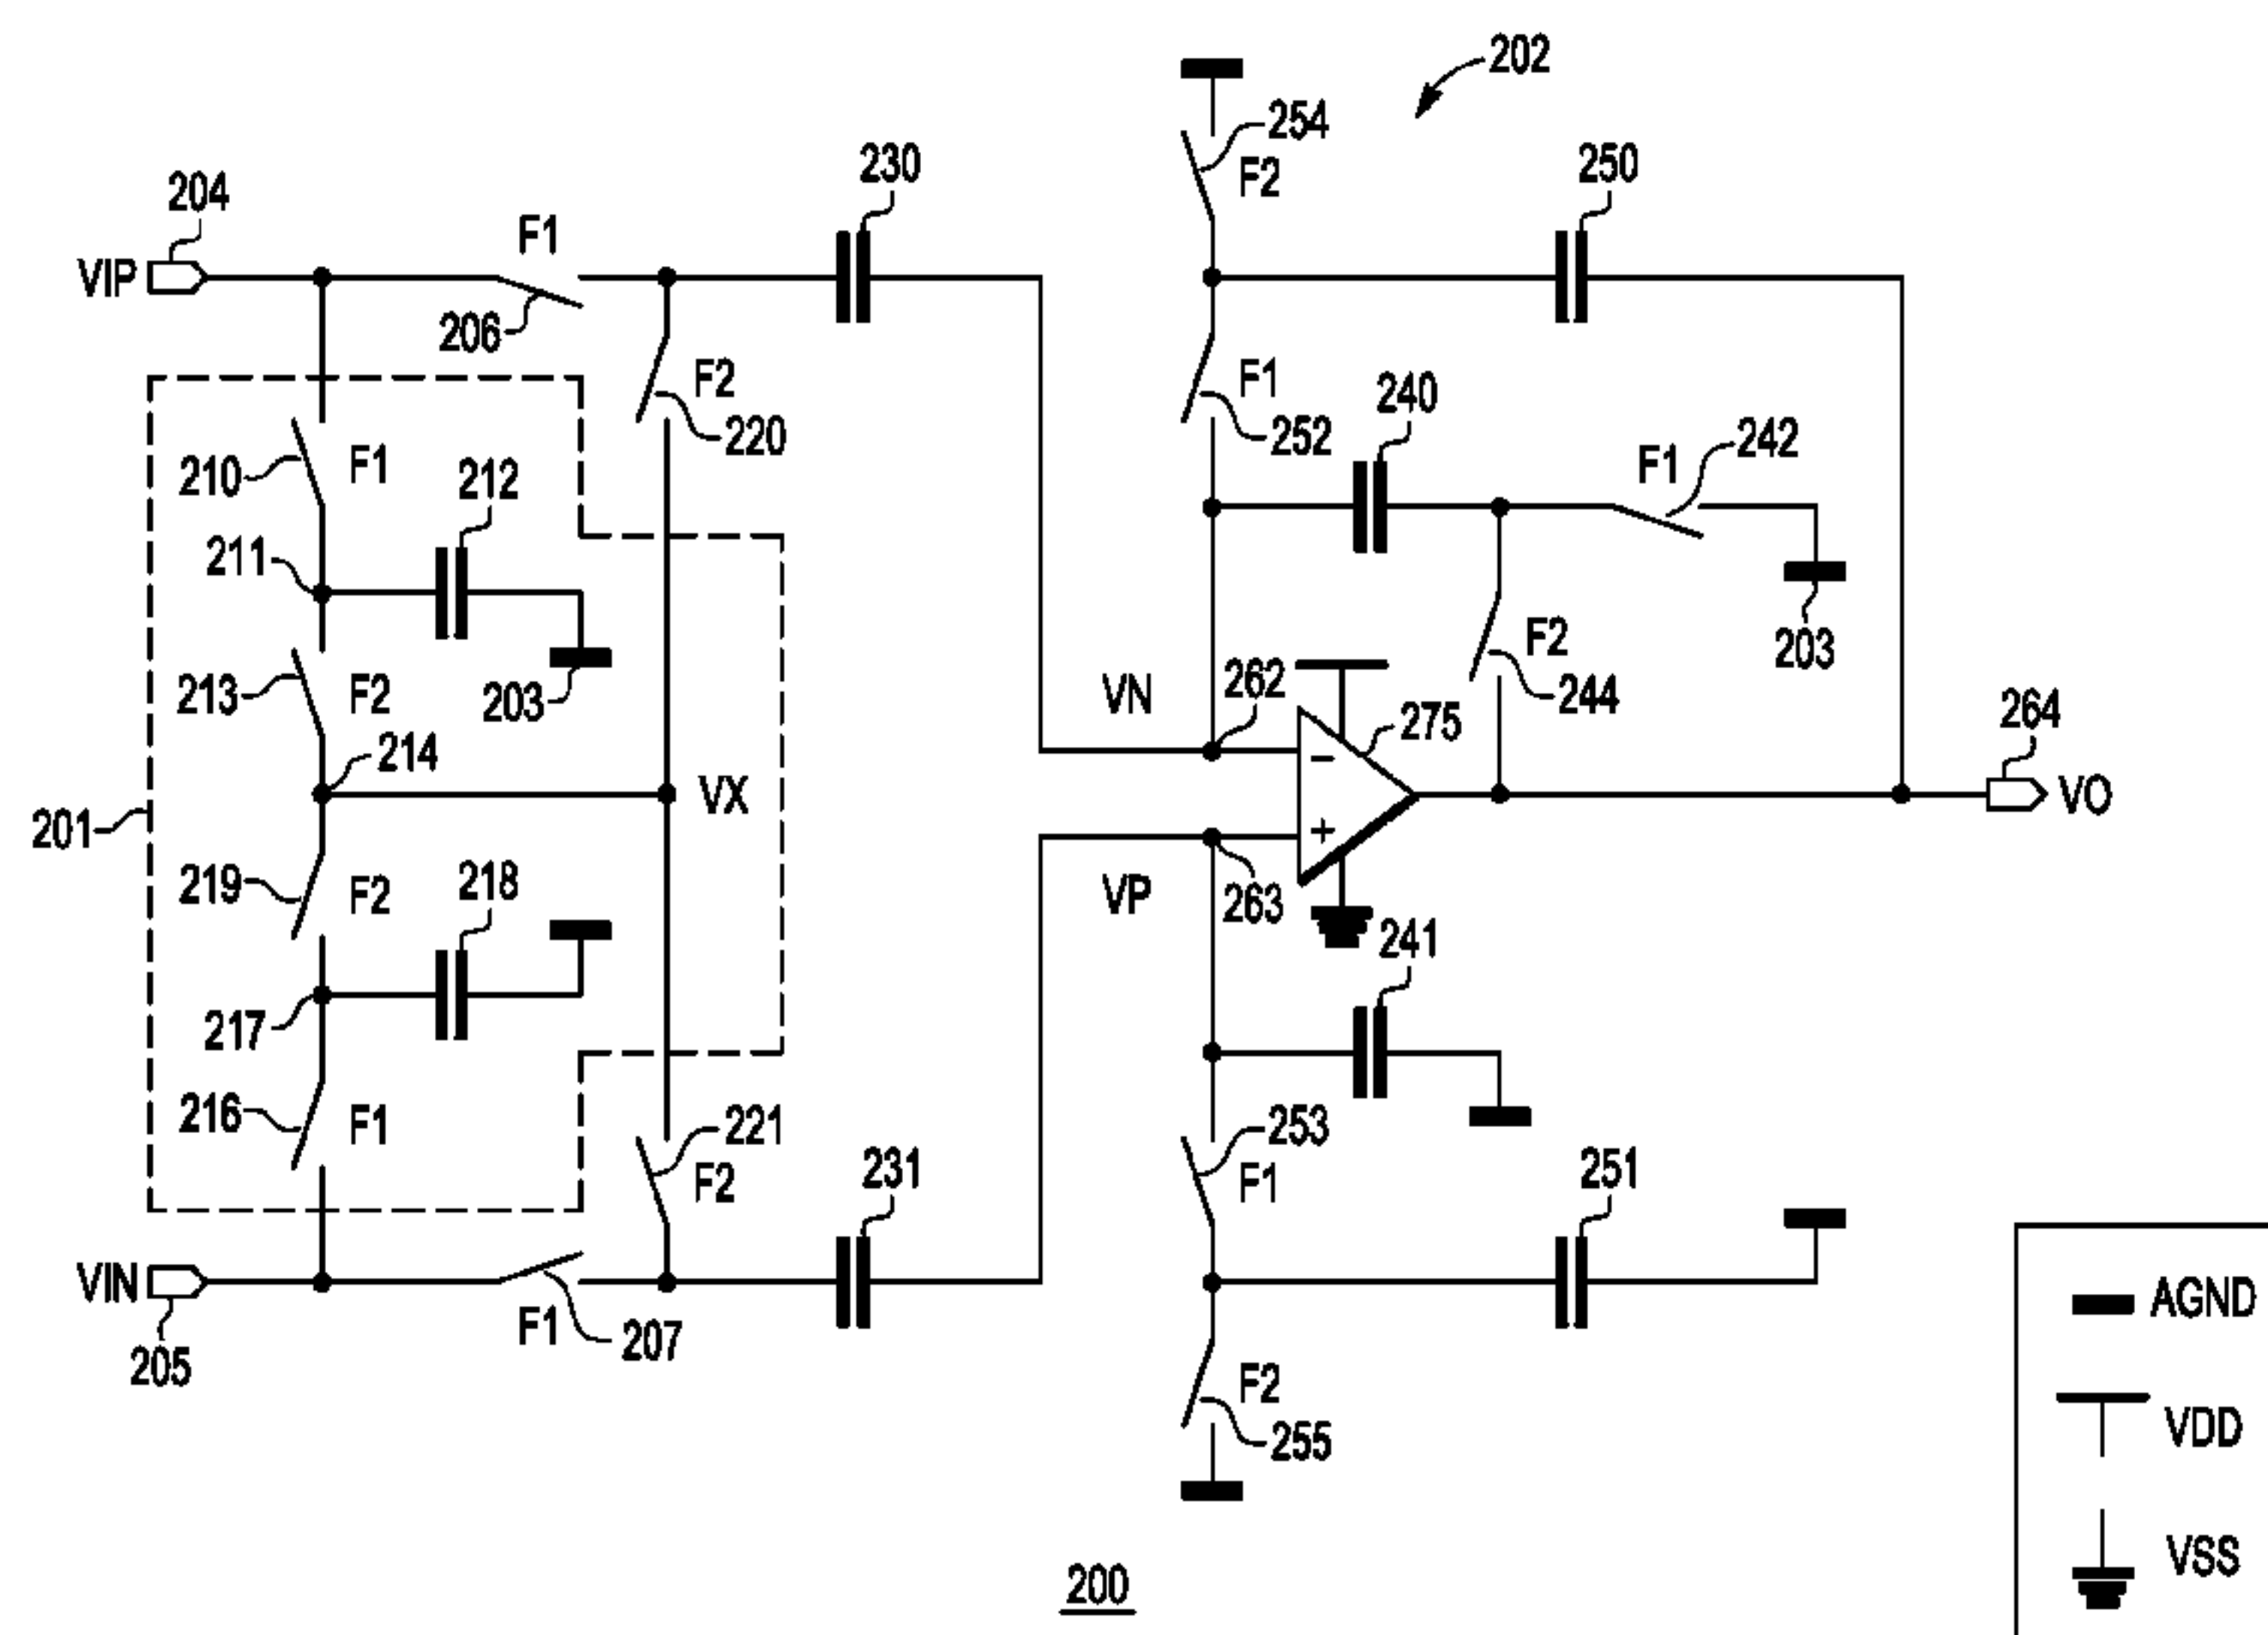 202
254
204
230
250
F2
F1
VIP
206
F2
F1
240
220
252
242
210
F1
212
F1
211
203
213
F2
203
VN
262
F2
244
275
264
214
VX
VO
201
−
+
219
F2
218
VP
263
241
217
216
F1
221
F2
253
F1
231
251
VIN
F1
207
205
AGND
F2
255
VDD
VSS
200